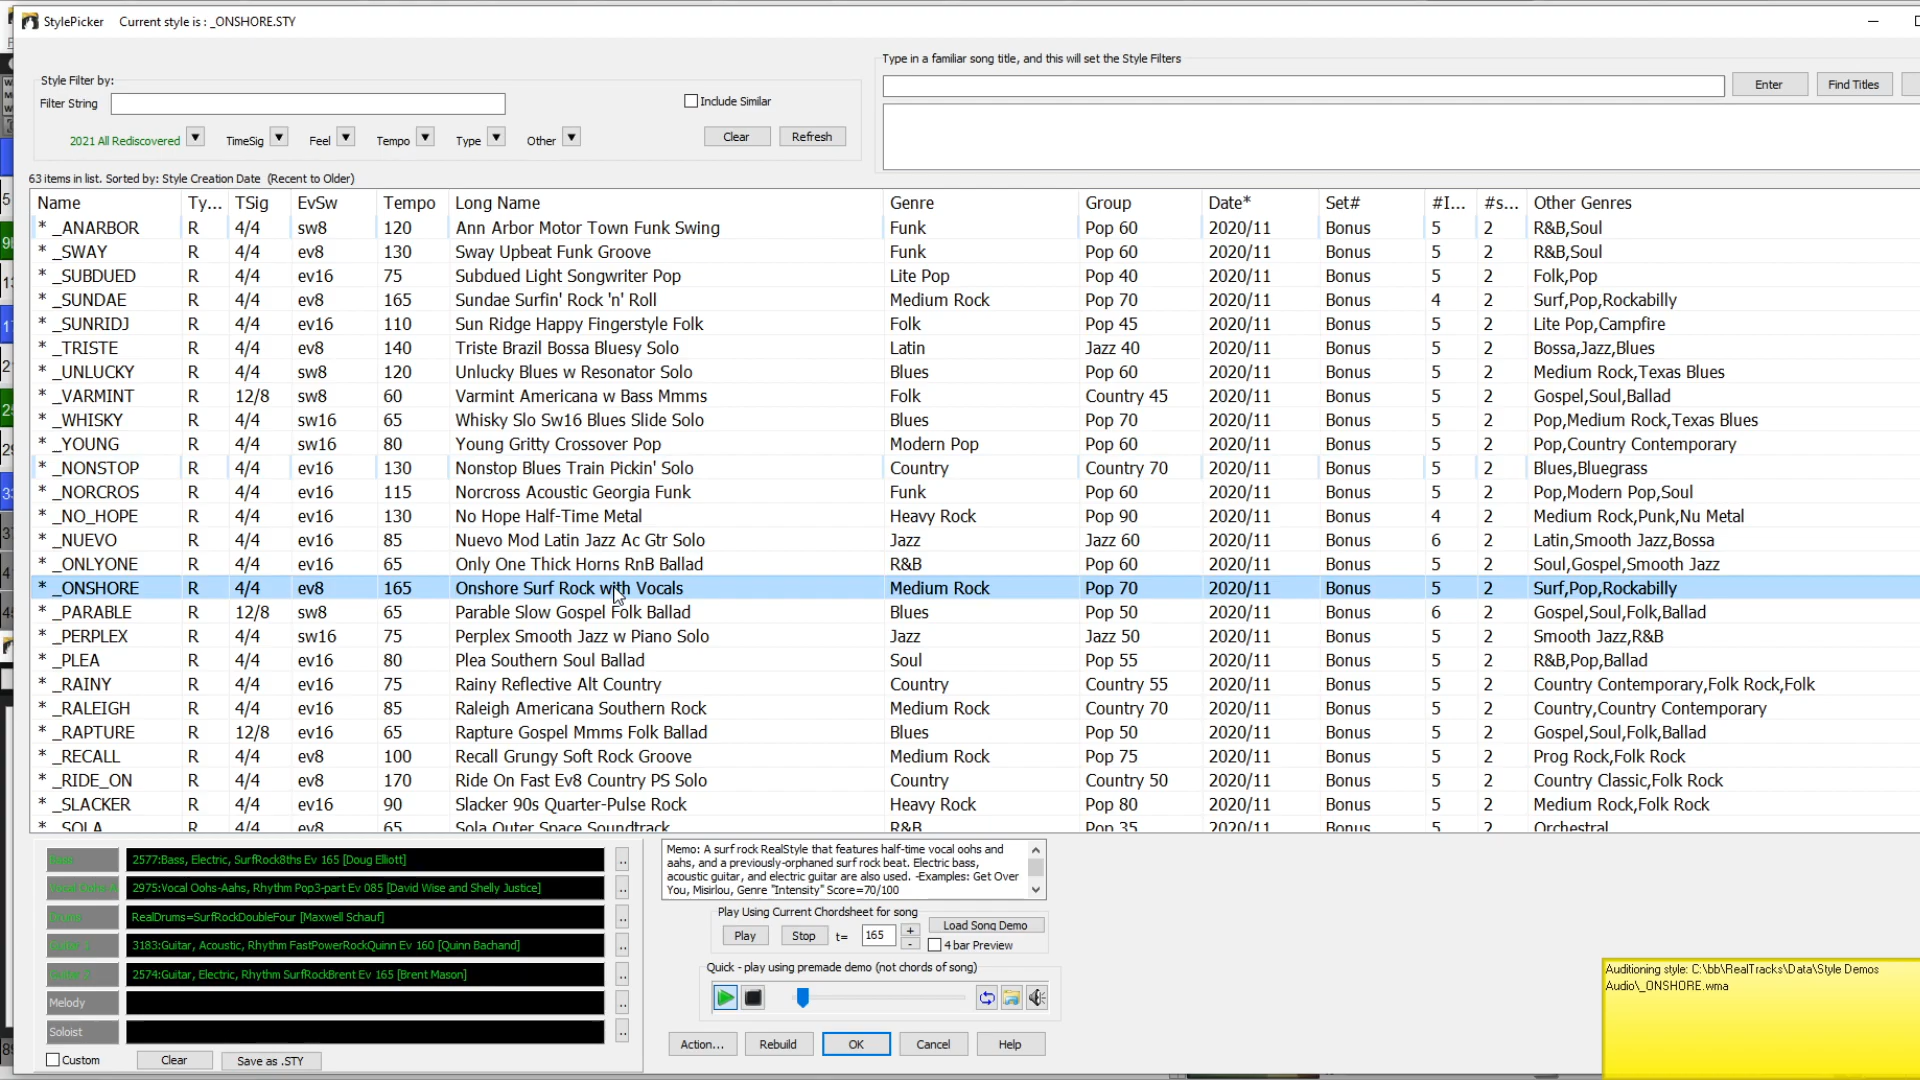 StylePicker Current style is : _ONSHORE.STY
Type in a familiar song title, and this will set the Style Filters
Style Filter by:
Filter String
Include Similar
Enter
Find Titles
2021 All Rediscovered
TimeSig
Feel
Tempo
Type
Other
Clear
Refresh
63 items in list. Sorted by: Style Creation Date (Recent to Older)
Name Ty... TSig EvSw Tempo Long Name Genre Group Date* Set# #I... #s... Other Genres
* _ANARBOR R 4/4 sw8 120 Ann Arbor Motor Town Funk Swing Funk Pop 60 2020/11 Bonus 5 2 R&B,Soul
* _SWAY R 4/4 ev8 130 Sway Upbeat Funk Groove Funk Pop 60 2020/11 Bonus 5 2 R&B,Soul
* _SUBDUED R 4/4 ev16 75 Subdued Light Songwriter Pop Lite Pop Pop 40 2020/11 Bonus 5 2 Folk,Pop
* _SUNDAE R 4/4 ev8 165 Sundae Surfin' Rock 'n' Roll Medium Rock Pop 70 2020/11 Bonus 4 2 Surf,Pop,Rockabilly
* _SUNRIDJ R 4/4 ev16 110 Sun Ridge Happy Fingerstyle Folk Folk Pop 45 2020/11 Bonus 5 2 Lite Pop,Campfire
* _TRISTE R 4/4 ev8 140 Triste Brazil Bossa Bluesy Solo Latin Jazz 40 2020/11 Bonus 5 2 Bossa,Jazz,Blues
* _UNLUCKY R 4/4 sw8 120 Unlucky Blues w Resonator Solo Blues Pop 60 2020/11 Bonus 5 2 Medium Rock,Texas Blues
* _VARMINT R 12/8 sw8 60 Varmint Americana w Bass Mmms Folk Country 45 2020/11 Bonus 5 2 Gospel,Soul,Ballad
* _WHISKY R 4/4 sw16 65 Whisky Slo Sw16 Blues Slide Solo Blues Pop 70 2020/11 Bonus 5 2 Pop,Medium Rock,Texas Blues
* _YOUNG R 4/4 sw16 80 Young Gritty Crossover Pop Modern Pop Pop 60 2020/11 Bonus 5 2 Pop,Country Contemporary
* _NONSTOP R 4/4 ev16 130 Nonstop Blues Train Pickin' Solo Country Country 70 2020/11 Bonus 5 2 Blues,Bluegrass
* _NORCROS R 4/4 ev16 115 Norcross Acoustic Georgia Funk Funk Pop 60 2020/11 Bonus 5 2 Pop,Modern Pop,Soul
* _NO_HOPE R 4/4 ev16 130 No Hope Half-Time Metal Heavy Rock Pop 90 2020/11 Bonus 4 2 Medium Rock,Punk,Nu Metal
* _NUEVO R 4/4 ev16 85 Nuevo Mod Latin Jazz Ac Gtr Solo Jazz Jazz 60 2020/11 Bonus 6 2 Latin,Smooth Jazz,Bossa
* _ONLYONE R 4/4 ev16 65 Only One Thick Horns RnB Ballad R&B Pop 60 2020/11 Bonus 5 2 Soul,Gospel,Smooth Jazz
* _ONSHORE R 4/4 ev8 165 Onshore Surf Rock with Vocals Medium Rock Pop 70 2020/11 Bonus 5 2 Surf,Pop,Rockabilly
* _PARABLE R 12/8 sw8 65 Parable Slow Gospel Folk Ballad Blues Pop 50 2020/11 Bonus 6 2 Gospel,Soul,Folk,Ballad
* _PERPLEX R 4/4 sw16 75 Perplex Smooth Jazz w Piano Solo Jazz Jazz 50 2020/11 Bonus 5 2 Smooth Jazz,R&B
* _PLEA R 4/4 ev16 80 Plea Southern Soul Ballad Soul Pop 55 2020/11 Bonus 5 2 R&B,Pop,Ballad
* _RAINY R 4/4 ev16 75 Rainy Reflective Alt Country Country Country 55 2020/11 Bonus 5 2 Country Contemporary,Folk Rock,Folk
* _RALEIGH R 4/4 ev16 85 Raleigh Americana Southern Rock Medium Rock Country 70 2020/11 Bonus 5 2 Country,Country Contemporary
* _RAPTURE R 12/8 ev16 65 Rapture Gospel Mmms Folk Ballad Blues Pop 50 2020/11 Bonus 5 2 Gospel,Soul,Folk,Ballad
* _RECALL R 4/4 ev8 100 Recall Grungy Soft Rock Groove Medium Rock Pop 75 2020/11 Bonus 5 2 Prog Rock,Folk Rock
* _RIDE_ON R 4/4 ev8 170 Ride On Fast Ev8 Country PS Solo Country Country 50 2020/11 Bonus 5 2 Country Classic,Folk Rock
* _SLACKER R 4/4 ev16 90 Slacker 90s Quarter-Pulse Rock Heavy Rock Pop 80 2020/11 Bonus 5 2 Medium Rock,Folk Rock
* _SOLA R 4/4 ev8 65 Sola Outer Space Soundtrack R&B Pop 35 2020/11 Bonus 5 2 Orchestral
Bass 2577:Bass, Electric, SurfRock8ths Ev 165 [Doug Elliott] ..
2975:Vocal Oohs-Aahs, Rhythm Pop3-part Ev 085 [David Wise and Shelly Justice] ..
Drums RealDrums=SurfRockDoubleFour [Maxwell Schauf] ..
3183:Guitar, Acoustic, Rhythm FastPowerRockQuinn Ev 160 [Quinn Bachand] ..
2574:Guitar, Electric, Rhythm SurfRockBrent Ev 165 [Brent Mason] ..
Melody ..
Soloist ..
Custom
Clear
Save as .STY
Memo: A surf rock RealStyle that features half-time vocal oohs and
aahs, and a previously-orphaned surf rock beat. Electric bass,
acoustic guitar, and electric guitar are also used. -Examples: Get Over
You, Misirlou, Genre "Intensity" Score=70/100
Play Using Current Chordsheet for song
Play
Stop
t= 165
+
-
Load Song Demo
4 bar Preview
Quick - play using premade demo (not chords of song)
Action...
Rebuild
OK
Cancel
Help
Auditioning style: C:\bb\RealTracks\Data\Style Demos
Audio\_ONSHORE.wma